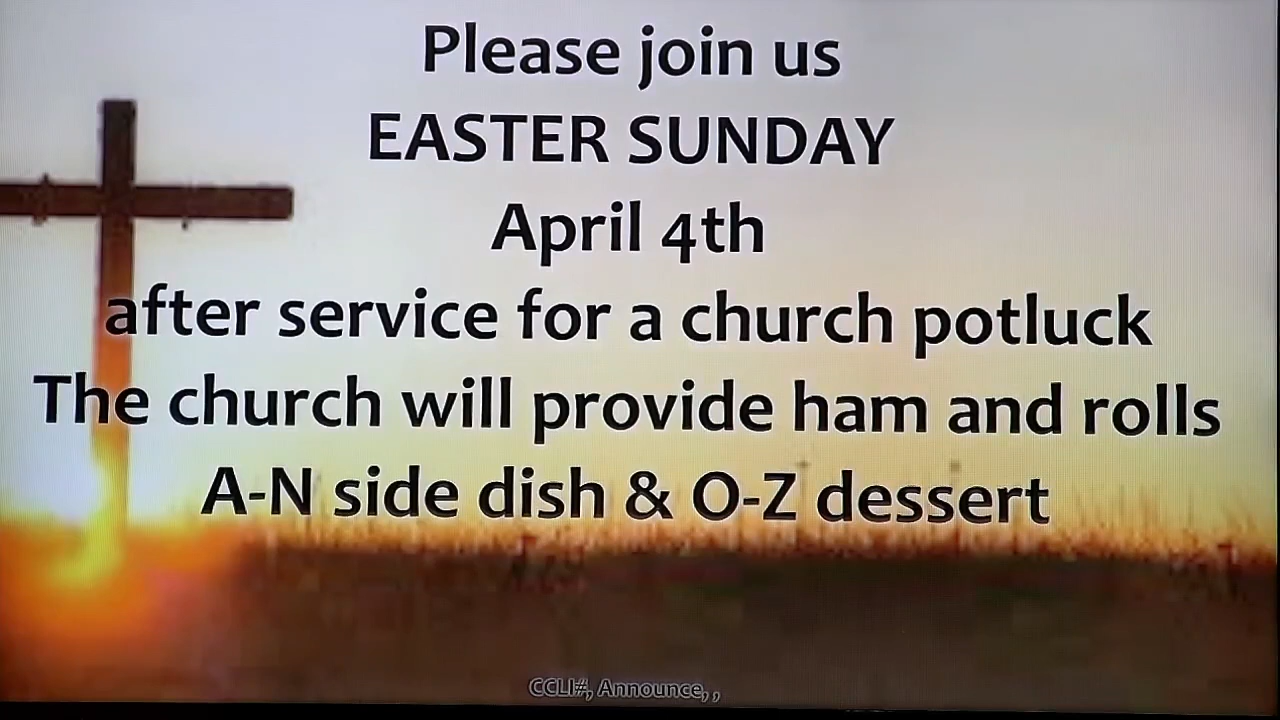 Please join us
EASTER SUNDAY
April 4th
after service for a church potluck
The church will provide ham and rolls
A-N side dish & O-Z dessert
CCLI#, Announce, ,